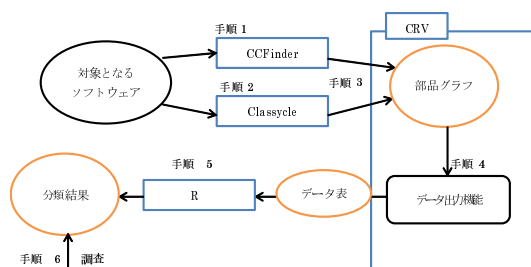 手順 1
CRV
CCFinder
対象となる
ソフトウェア
手順 2
手順 3
部品グラフ
Classycle
手順 4
手順 5
分類結果
R
データ表
データ出力機能
手順 6 調査